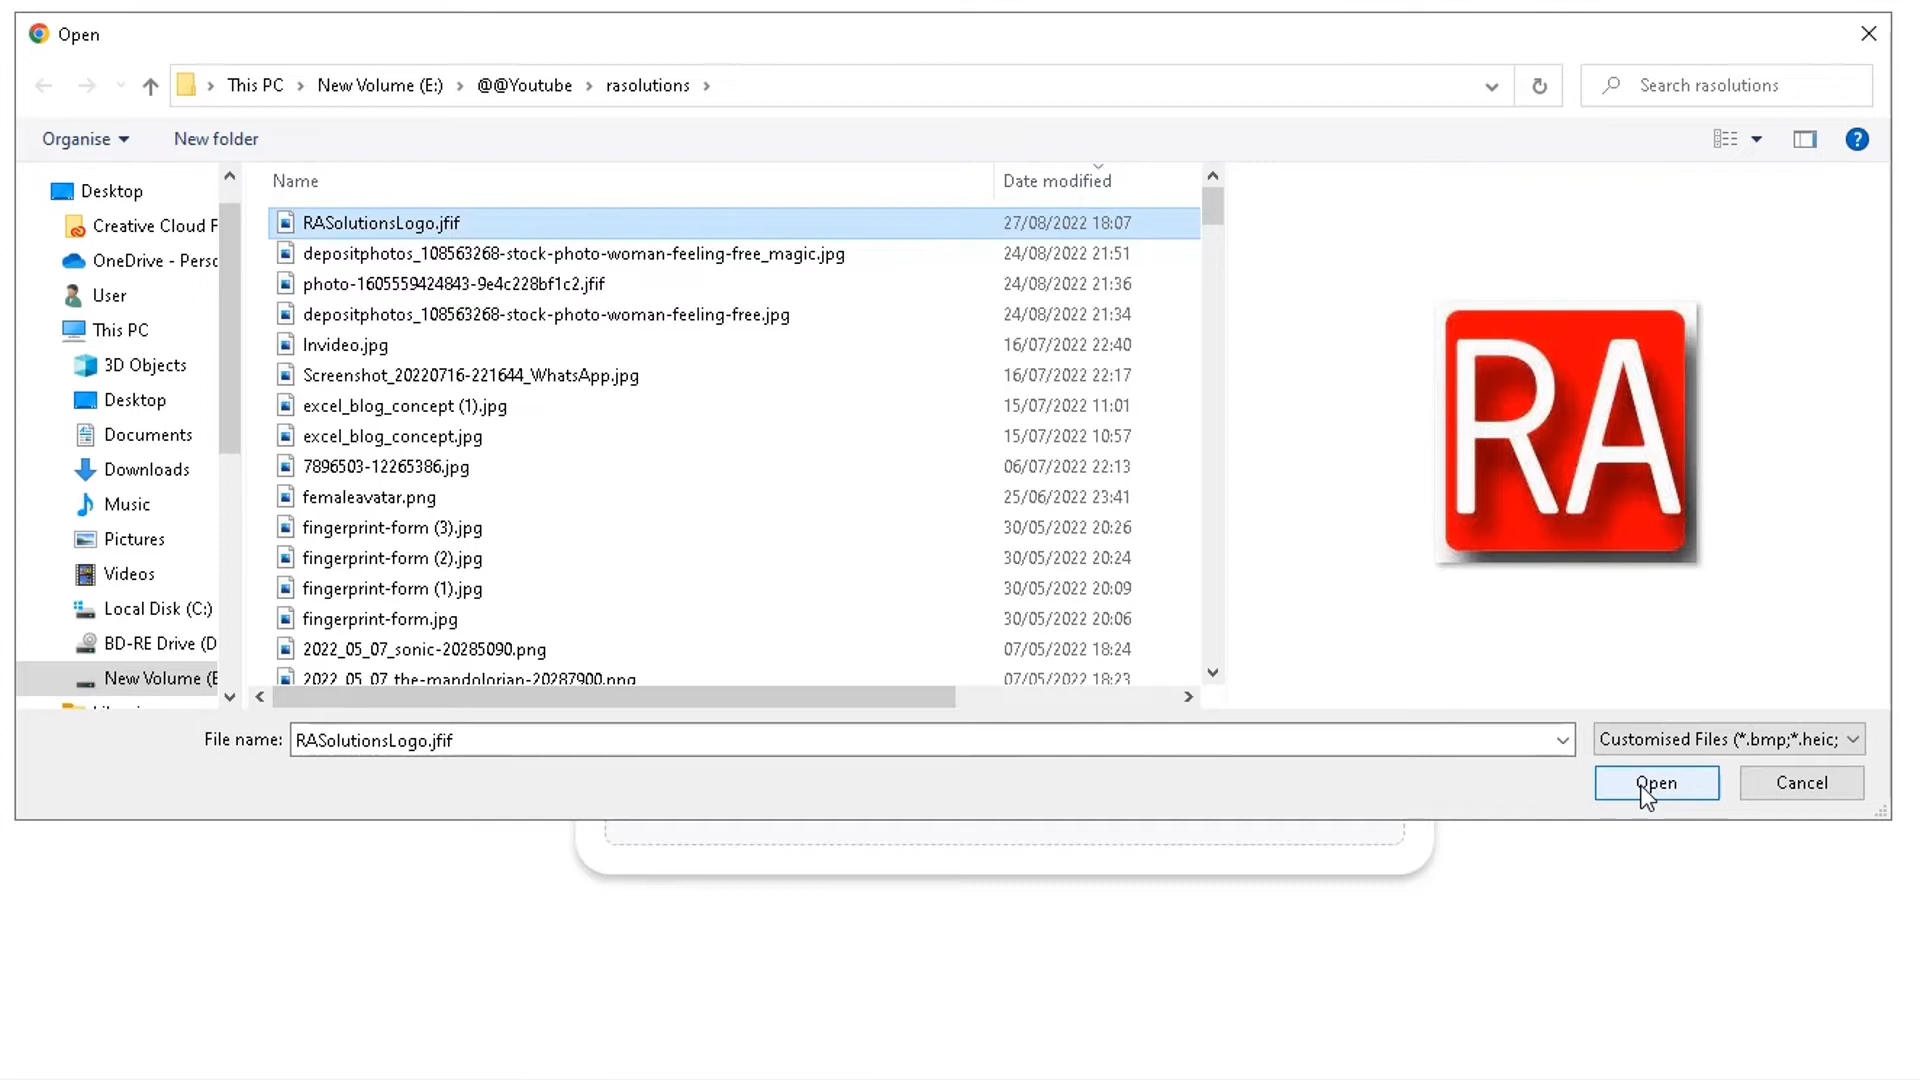 Open
This PC > New Volume (E:) > @@Youtube > rasolutions >
Search rasolutions
Organise
New folder
Desktop
Creative Cloud F
OneDrive - Persc
User
This PC
3D Objects
Desktop
Documents
Downloads
Music
Pictures
Videos
Local Disk (C:)
BD-RE Drive (D
New Volume (E
Name Date modified
RASolutionsLogo.jfif 27/08/2022 18:07
depositphotos_108563268-stock-photo-woman-feeling-free_magic.jpg 24/08/2022 21:51
photo-1605559424843-9e4c228bf1c2.jfif 24/08/2022 21:36
depositphotos_108563268-stock-photo-woman-feeling-free.jpg 24/08/2022 21:34
Invideo.jpg 16/07/2022 22:40
Screenshot_20220716-221644_WhatsApp.jpg 16/07/2022 22:17
excel_blog_concept (1).jpg 15/07/2022 11:01
excel_blog_concept.jpg 15/07/2022 10:57
7896503-12265386.jpg 06/07/2022 22:13
femaleavatar.png 25/06/2022 23:41
fingerprint-form (3).jpg 30/05/2022 20:26
fingerprint-form (2).jpg 30/05/2022 20:24
fingerprint-form (1).jpg 30/05/2022 20:09
fingerprint-form.jpg 30/05/2022 20:06
2022_05_07_sonic-20285090.png 07/05/2022 18:24
2022_05_07_the-mandolorian-20287900.png 07/05/2022 18:23
RA
File name: RASolutionsLogo.jfif
Customised Files (*.bmp;*.heic;
Open
Cancel